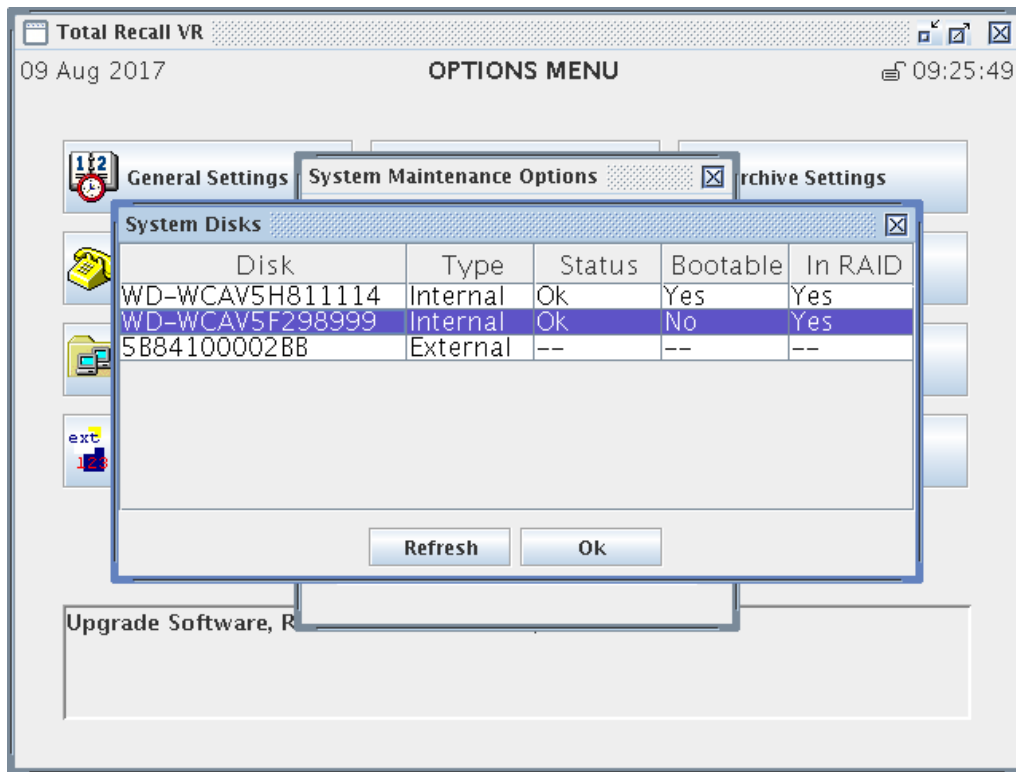 Total Recall VR
09 Aug 2017 OPTIONS MENU 09:25:49
General Settings System Maintenance Options rchive Settings
System Disks
Disk Type Status Bootable In RAID
WD-WCAV5H811114 Internal Ok Yes Yes
WD-WCAV5F298999 Internal Ok No Yes
5B84100002BB External -- -- --
ext
123
Refresh Ok
Upgrade Software, R